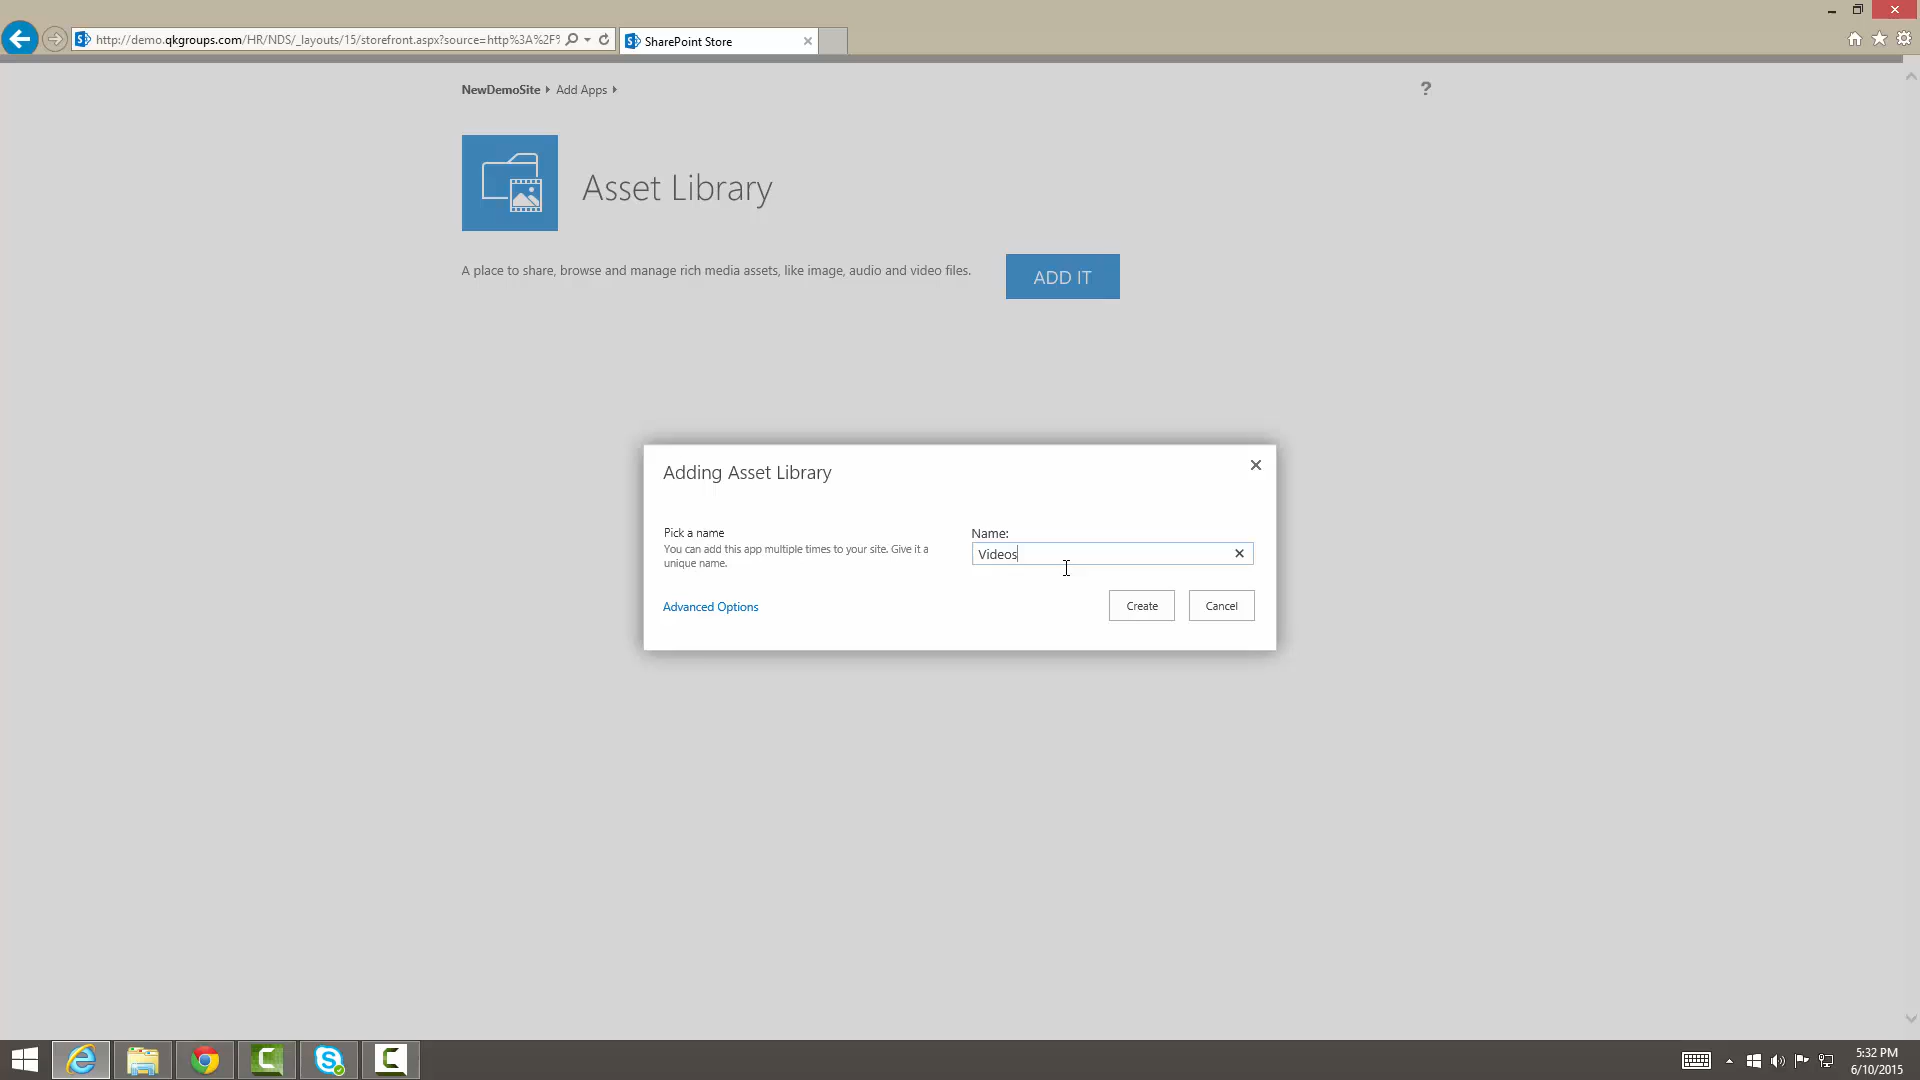 http://demo.qkgroups.com/HR/NDS/_layouts/15/storefront.aspx?source=http%3A%2F%
SharePoint Store
NewDemoSite Add Apps
?
Asset Library
A place to share, browse and manage rich media assets, like image, audio and video files.
ADD IT
Adding Asset Library
Pick a name
You can add this app multiple times to your site. Give it a
unique name.
Name:
Videos
Advanced Options
Create
Cancel
5:32 PM
6/10/2015